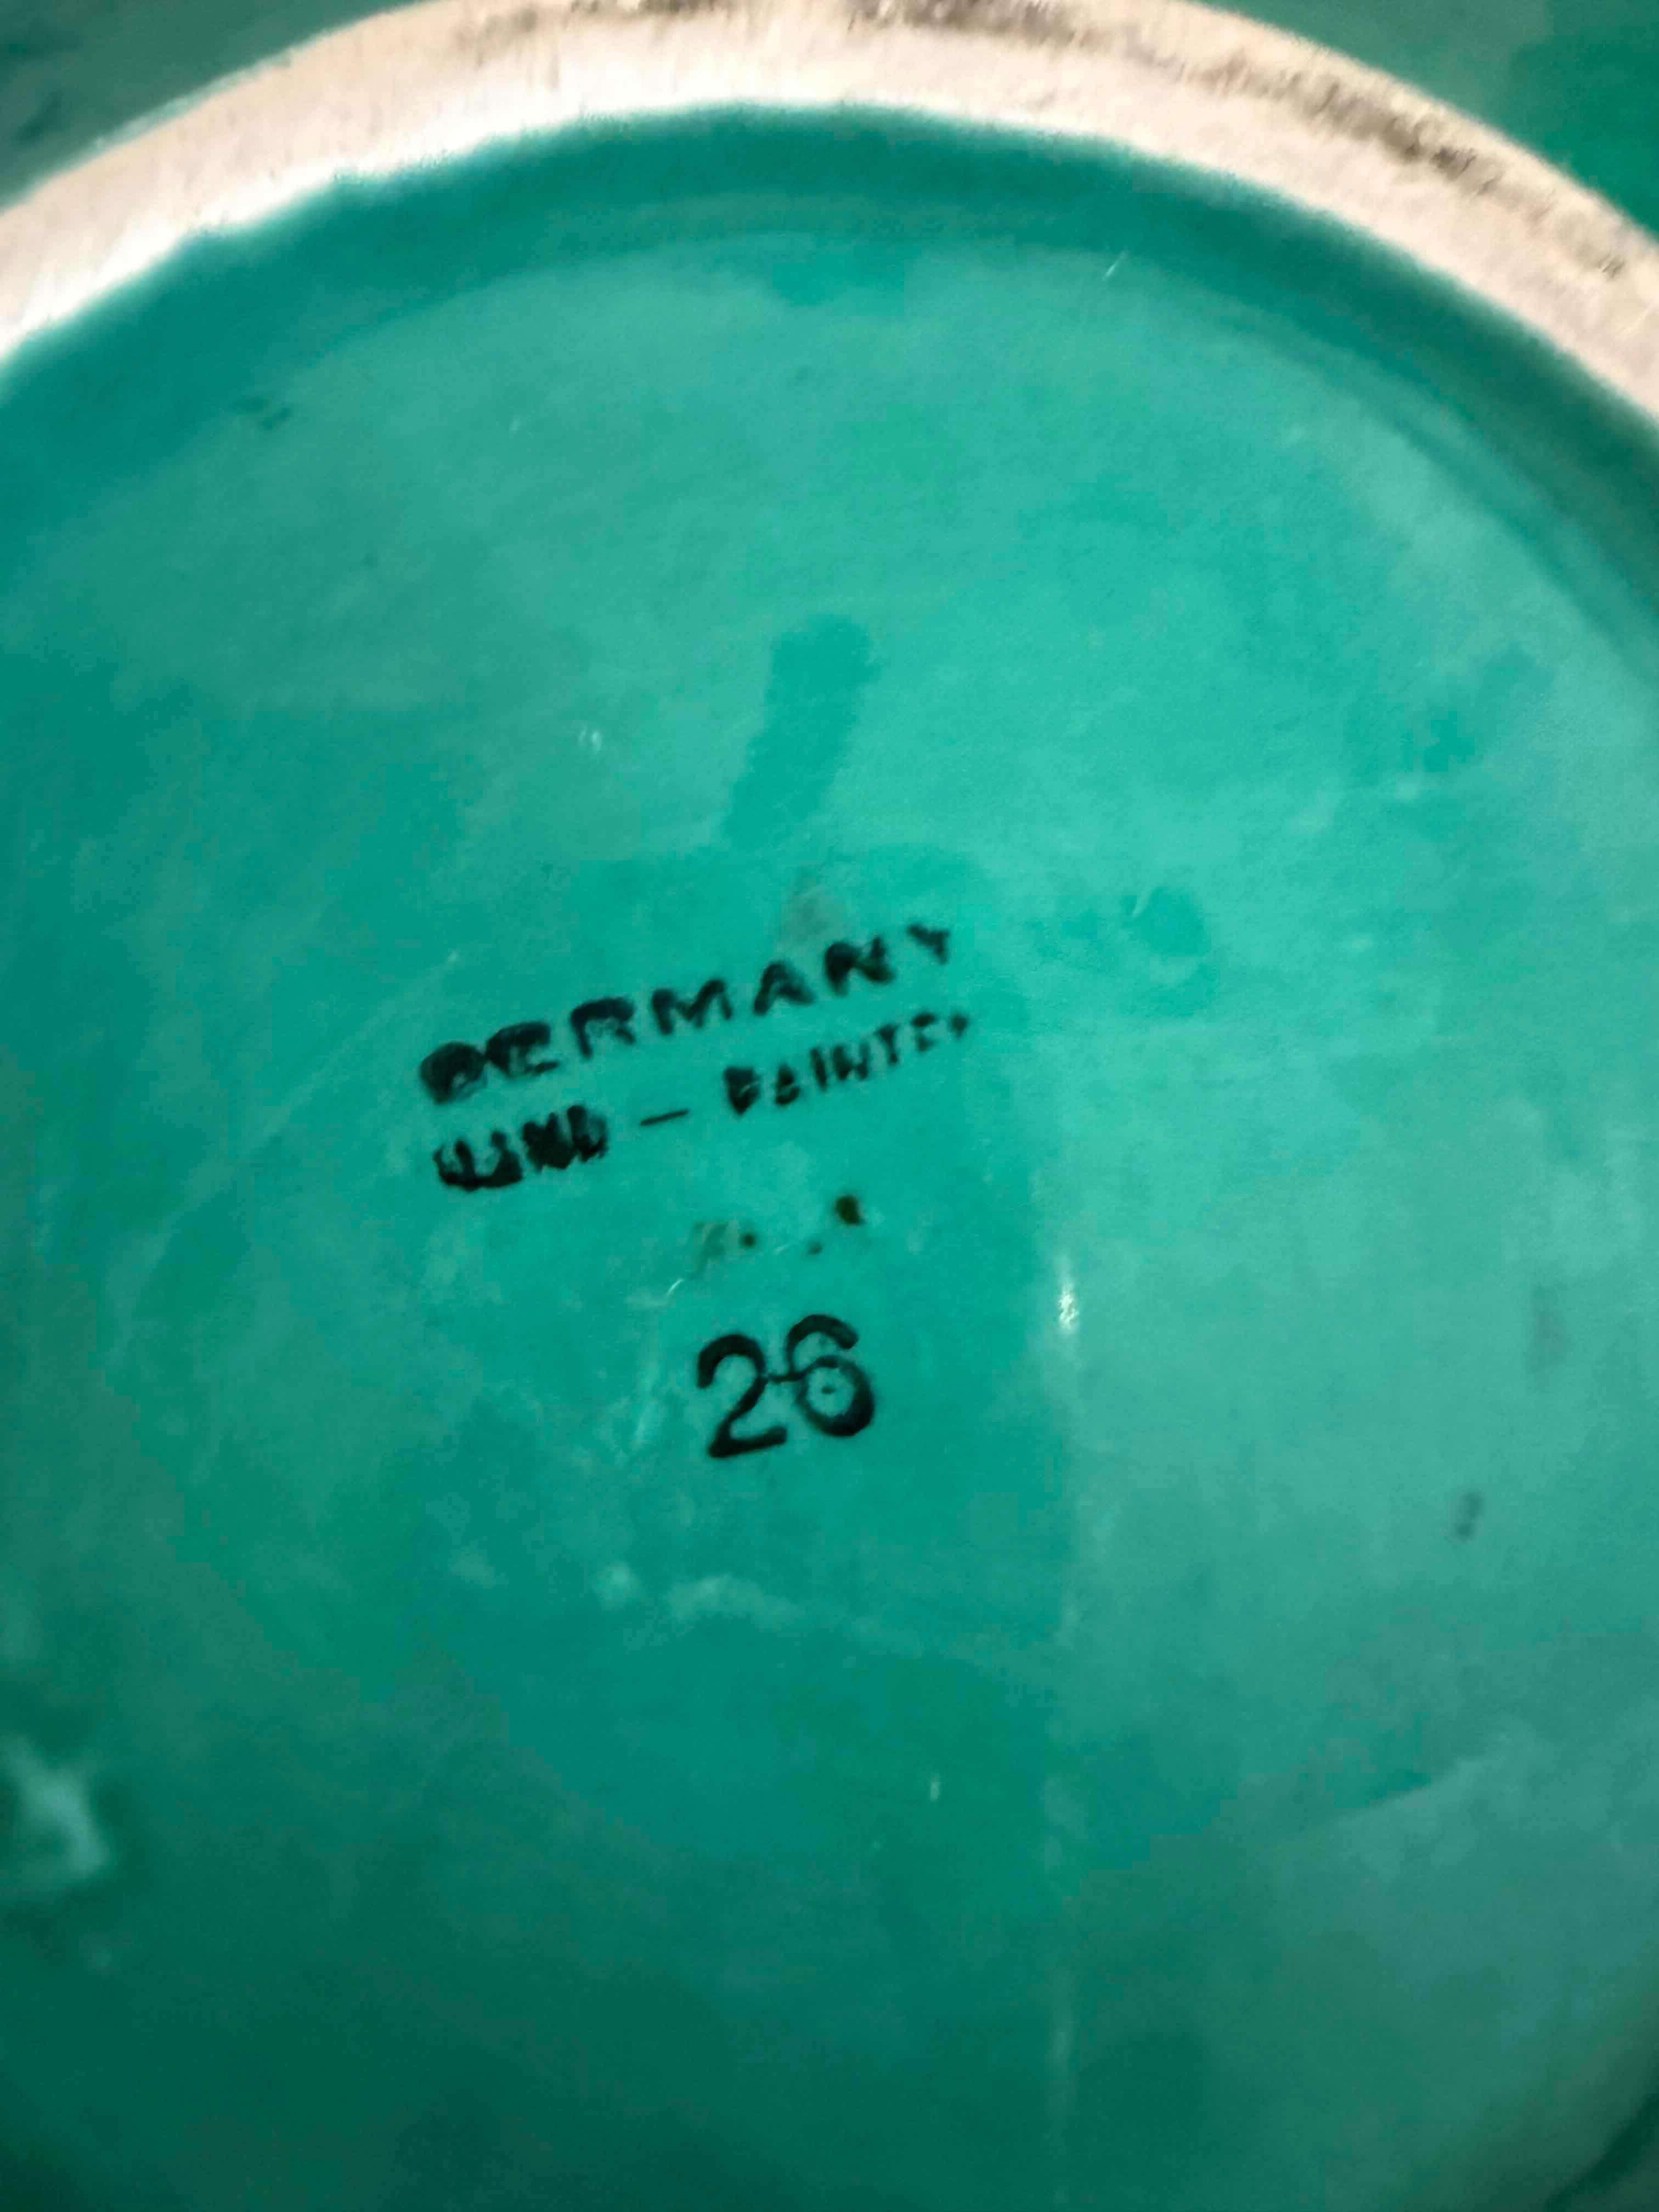 GERMANY
HAND - PAINTED
26